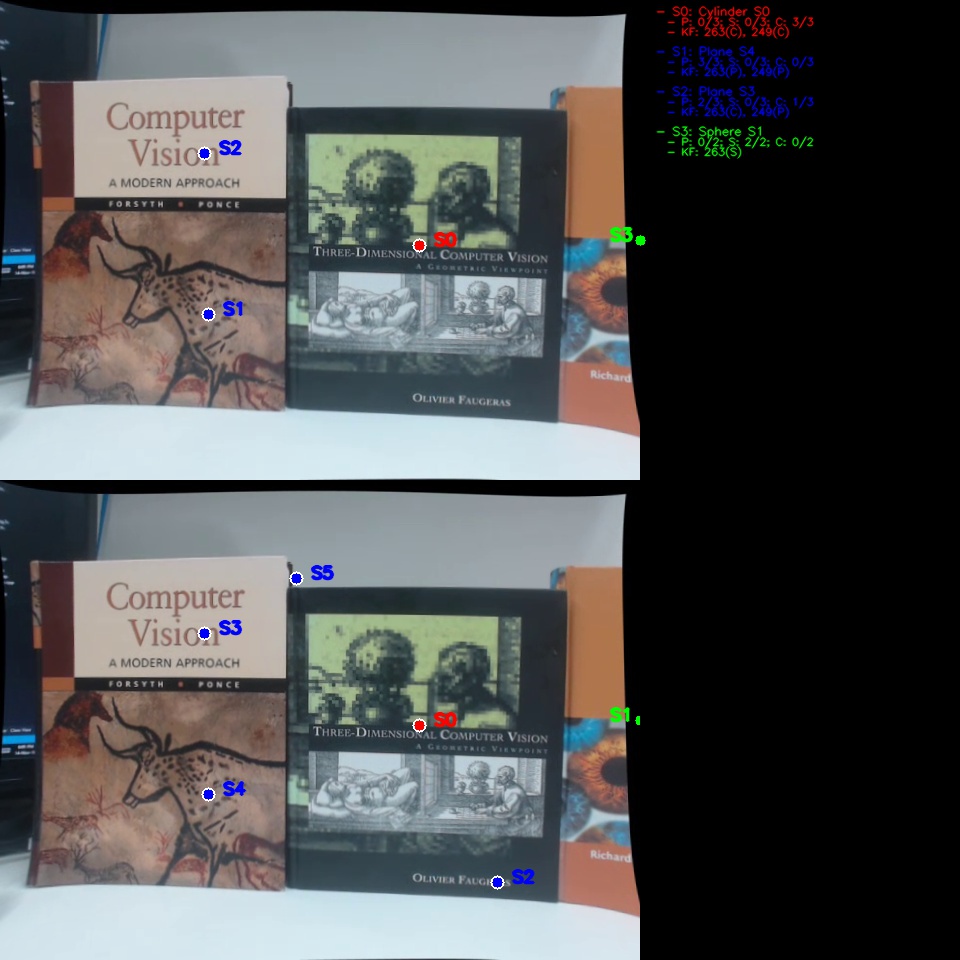 - S0: Cylinder S0
- P: 0/3; S: 0/3; C: 3/3
- KF: 263(C), 249(C)
- S1: Plane S4
- P: 3/3; S: 0/3; C: 0/3
- KF: 263(P), 249(P)
- S2: Plane S3
- P: 2/3; S: 0/3; C: 1/3
- KF: 263(C), 249(P)
- S3: Sphere S1
- P: 0/2; S: 2/2; C: 0/2
- KF: 263(S)
Computer
Vision
S2
A MODERN APPROACH
FORSYTH PONCE
S1
S0
THREE-DIMENSIONAL COMPUTER VISION
A GEOMETRIC VIEWPOINT
OLIVIER FAUGERAS
S3
Richard
S5
Computer
Vision
S3
A MODERN APPROACH
FORSYTH PONCE
S4
S0
THREE-DIMENSIONAL COMPUTER VISION
A GEOMETRIC VIEWPOINT
OLIVIER
S2
S1
Richard